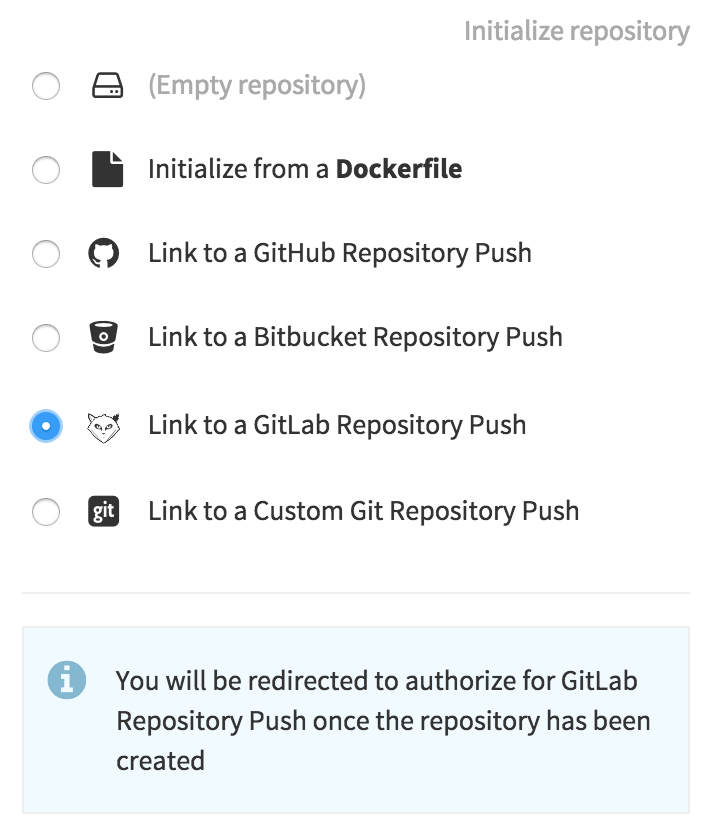 Initialize repository
(Empty repository)
Initialize from a Dockerfile
Link to a GitHub Repository Push
Link to a Bitbucket Repository Push
Link to a GitLab Repository Push
git
Link to a Custom Git Repository Push
You will be redirected to authorize for GitLab
Repository Push once the repository has been
created